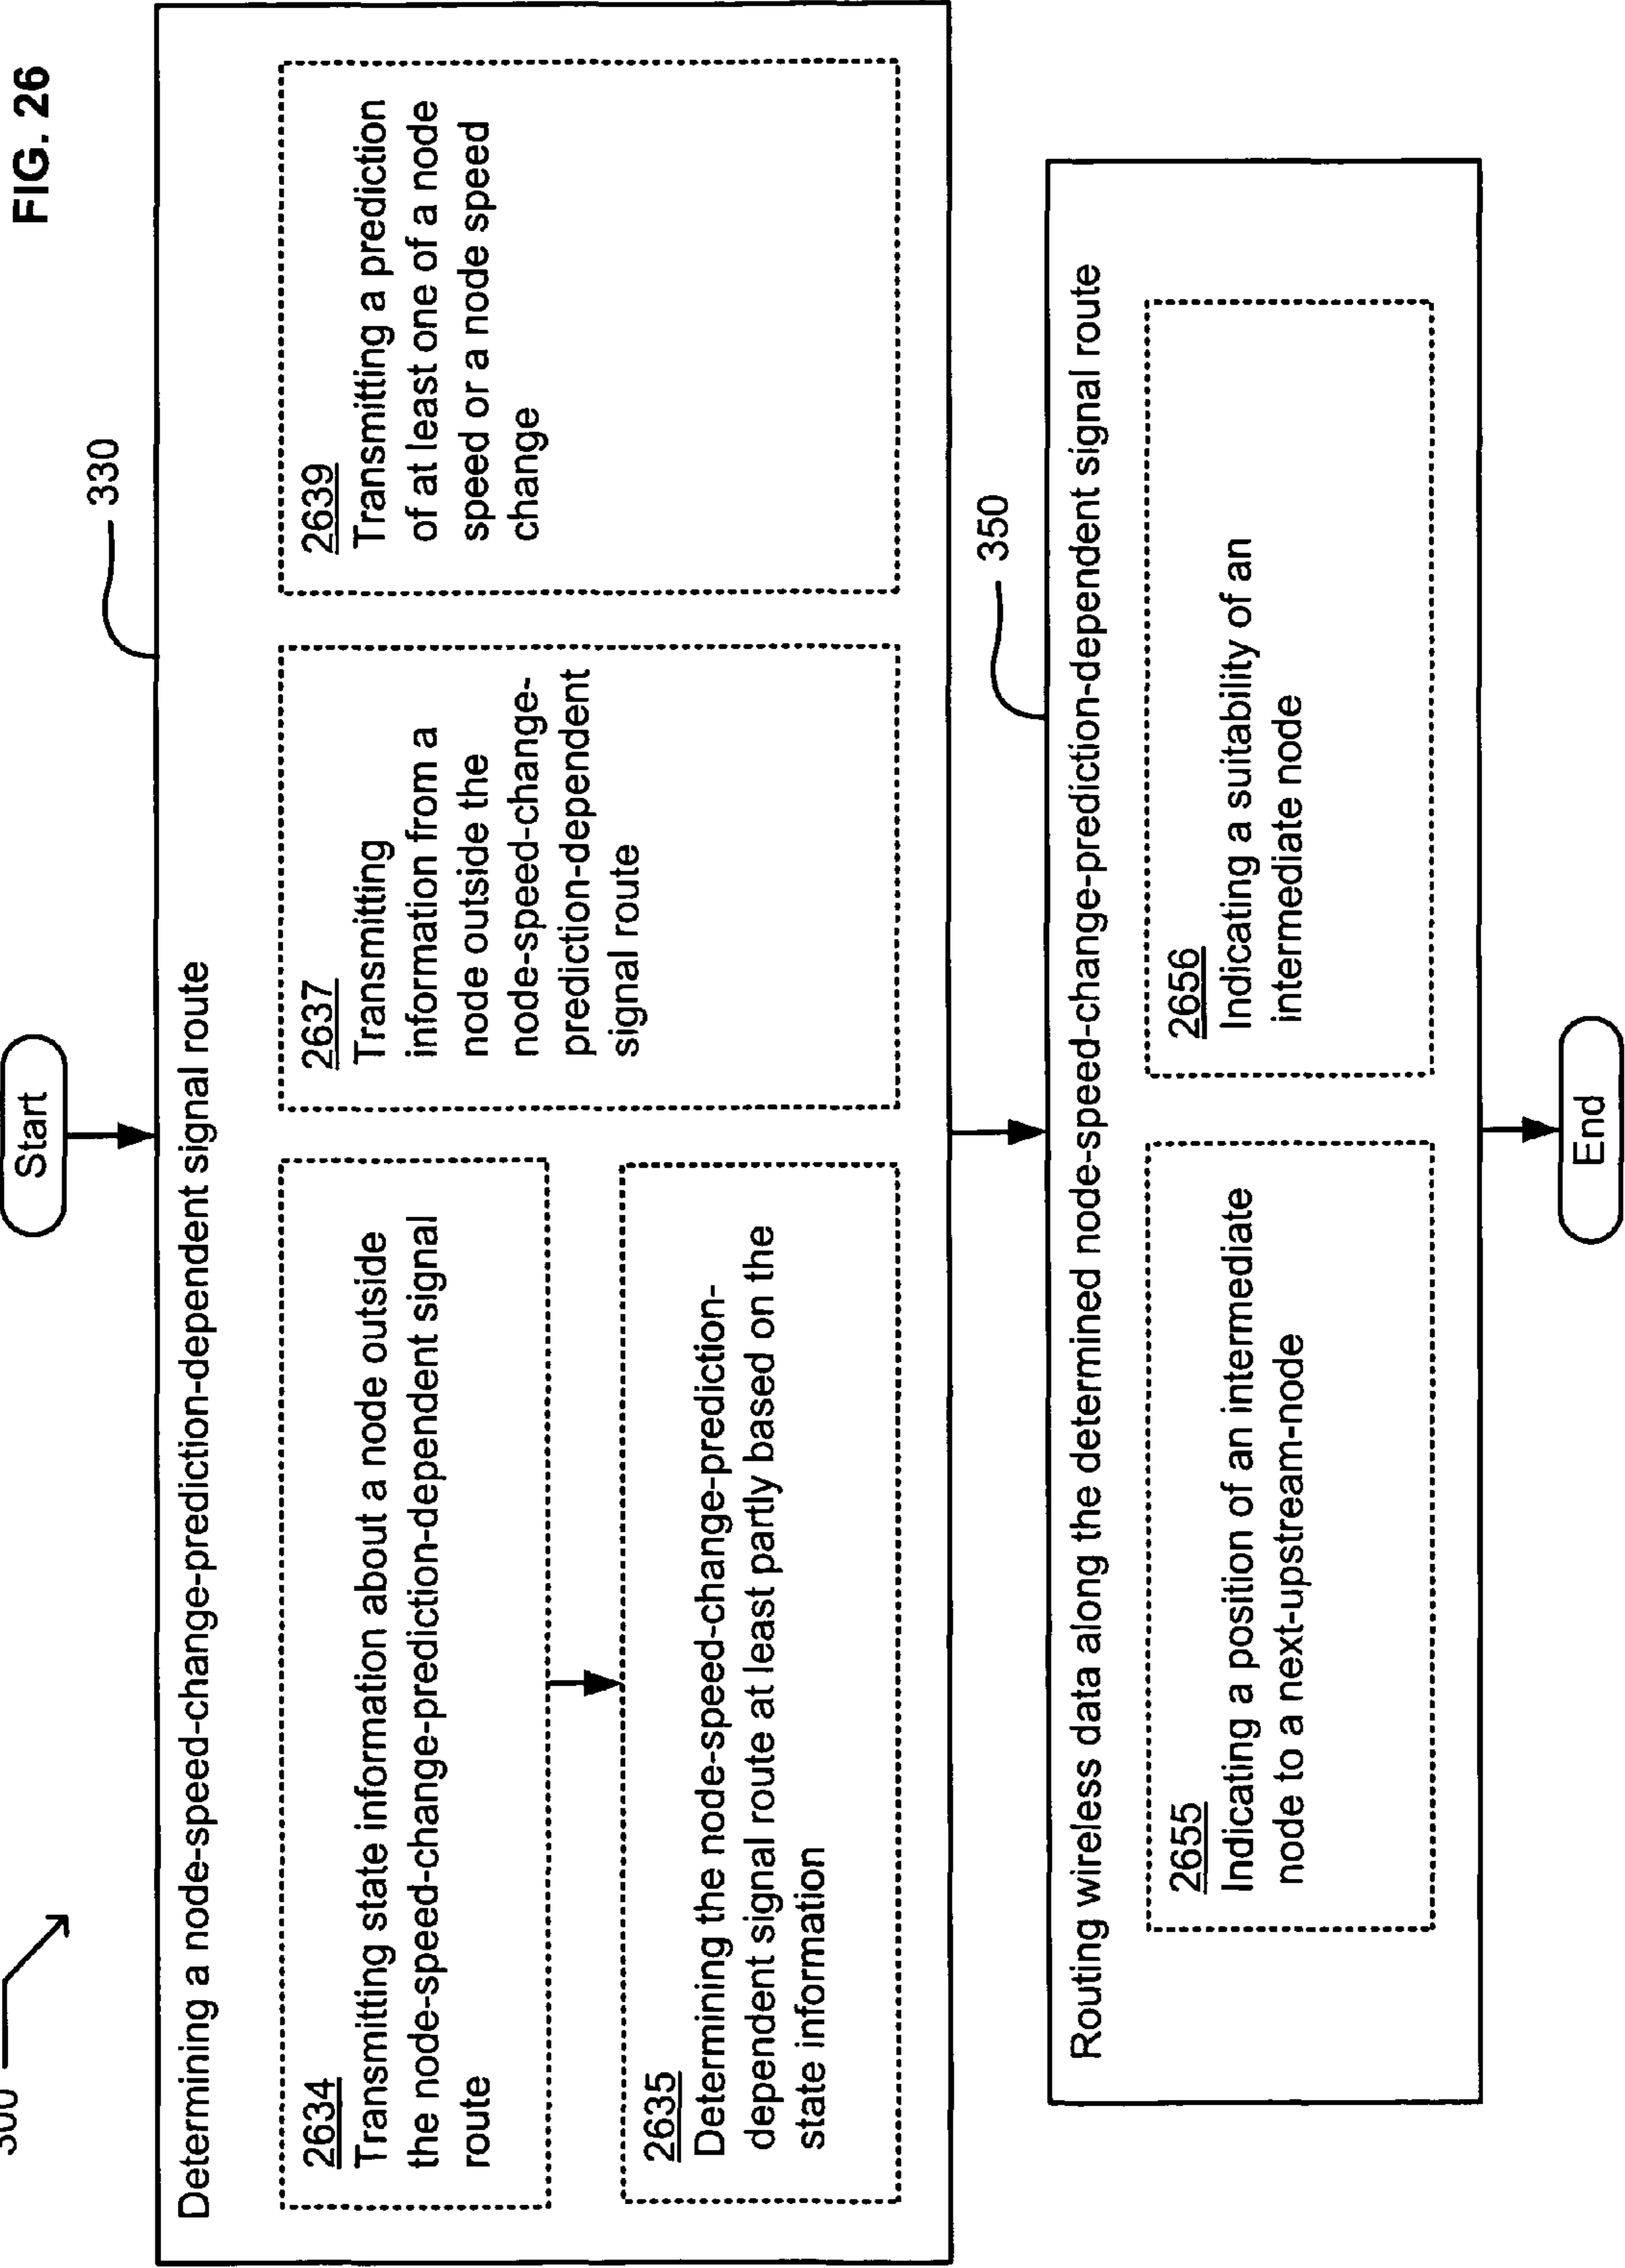 300
FIG. 26
Start
330
Determining a node-speed-change-prediction-dependent signal route
2634
Transmitting state information about a node outside
the node-speed-change-prediction-dependent signal
route
2635
Determining the node-speed-change-prediction-
dependent signal route at least partly based on the
state information
2637
Transmitting
information from a
node outside the
node-speed-change-
prediction-dependent
signal route
2639
Transmitting a prediction
of at least one of a node
speed or a node speed
change
350
Routing wireless data along the determined node-speed-change-prediction-dependent signal route
2655
Indicating a position of an intermediate
node to a next-upstream-node
2656
Indicating a suitability of an
intermediate node
End